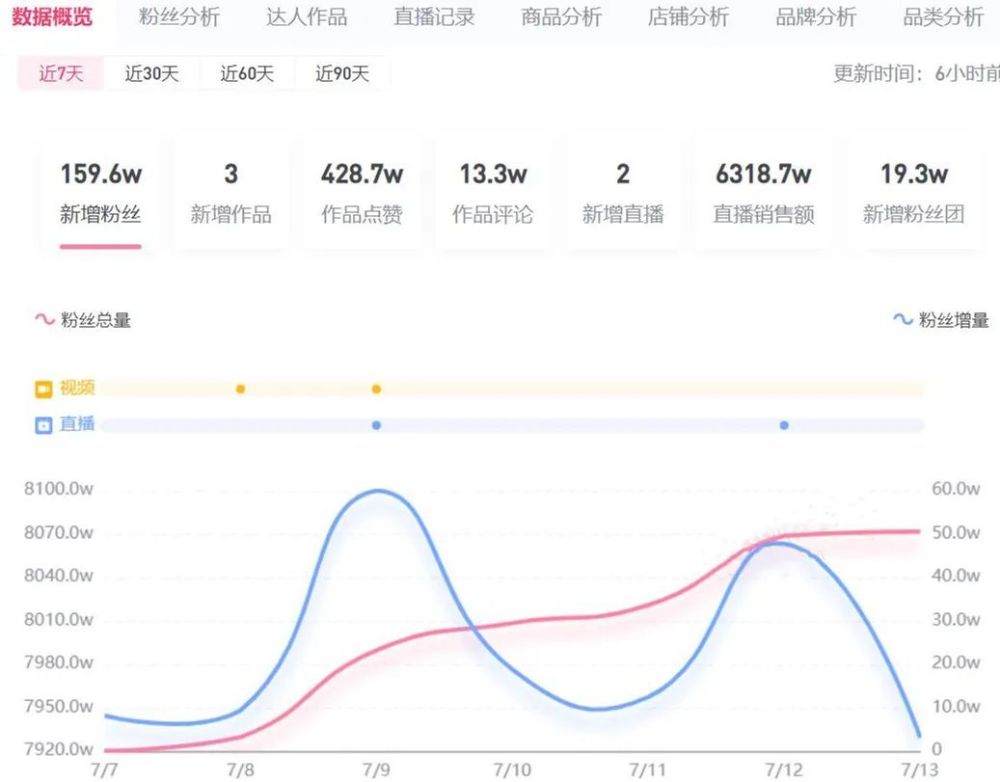 数据概览 粉丝分析 达人作品 直播记录 商品分析 店铺分析 品牌分析 品类分析
近7天 近30天 近60天 近90天 更新时间：6小时前
159.6w 3 428.7w 13.3w 2 6318.7w 19.3w
新增粉丝 新增作品 作品点赞 作品评论 新增直播 直播销售额 新增粉丝团
粉丝总量 粉丝增量
视频
直播
8100.0w 60.0w
8070.0w 50.0w
8040.0w 40.0w
8010.0w 30.0w
7980.0w 20.0w
7950.0w 10.0w
7920.0w 0
7/7 7/8 7/9 7/10 7/11 7/12 7/13